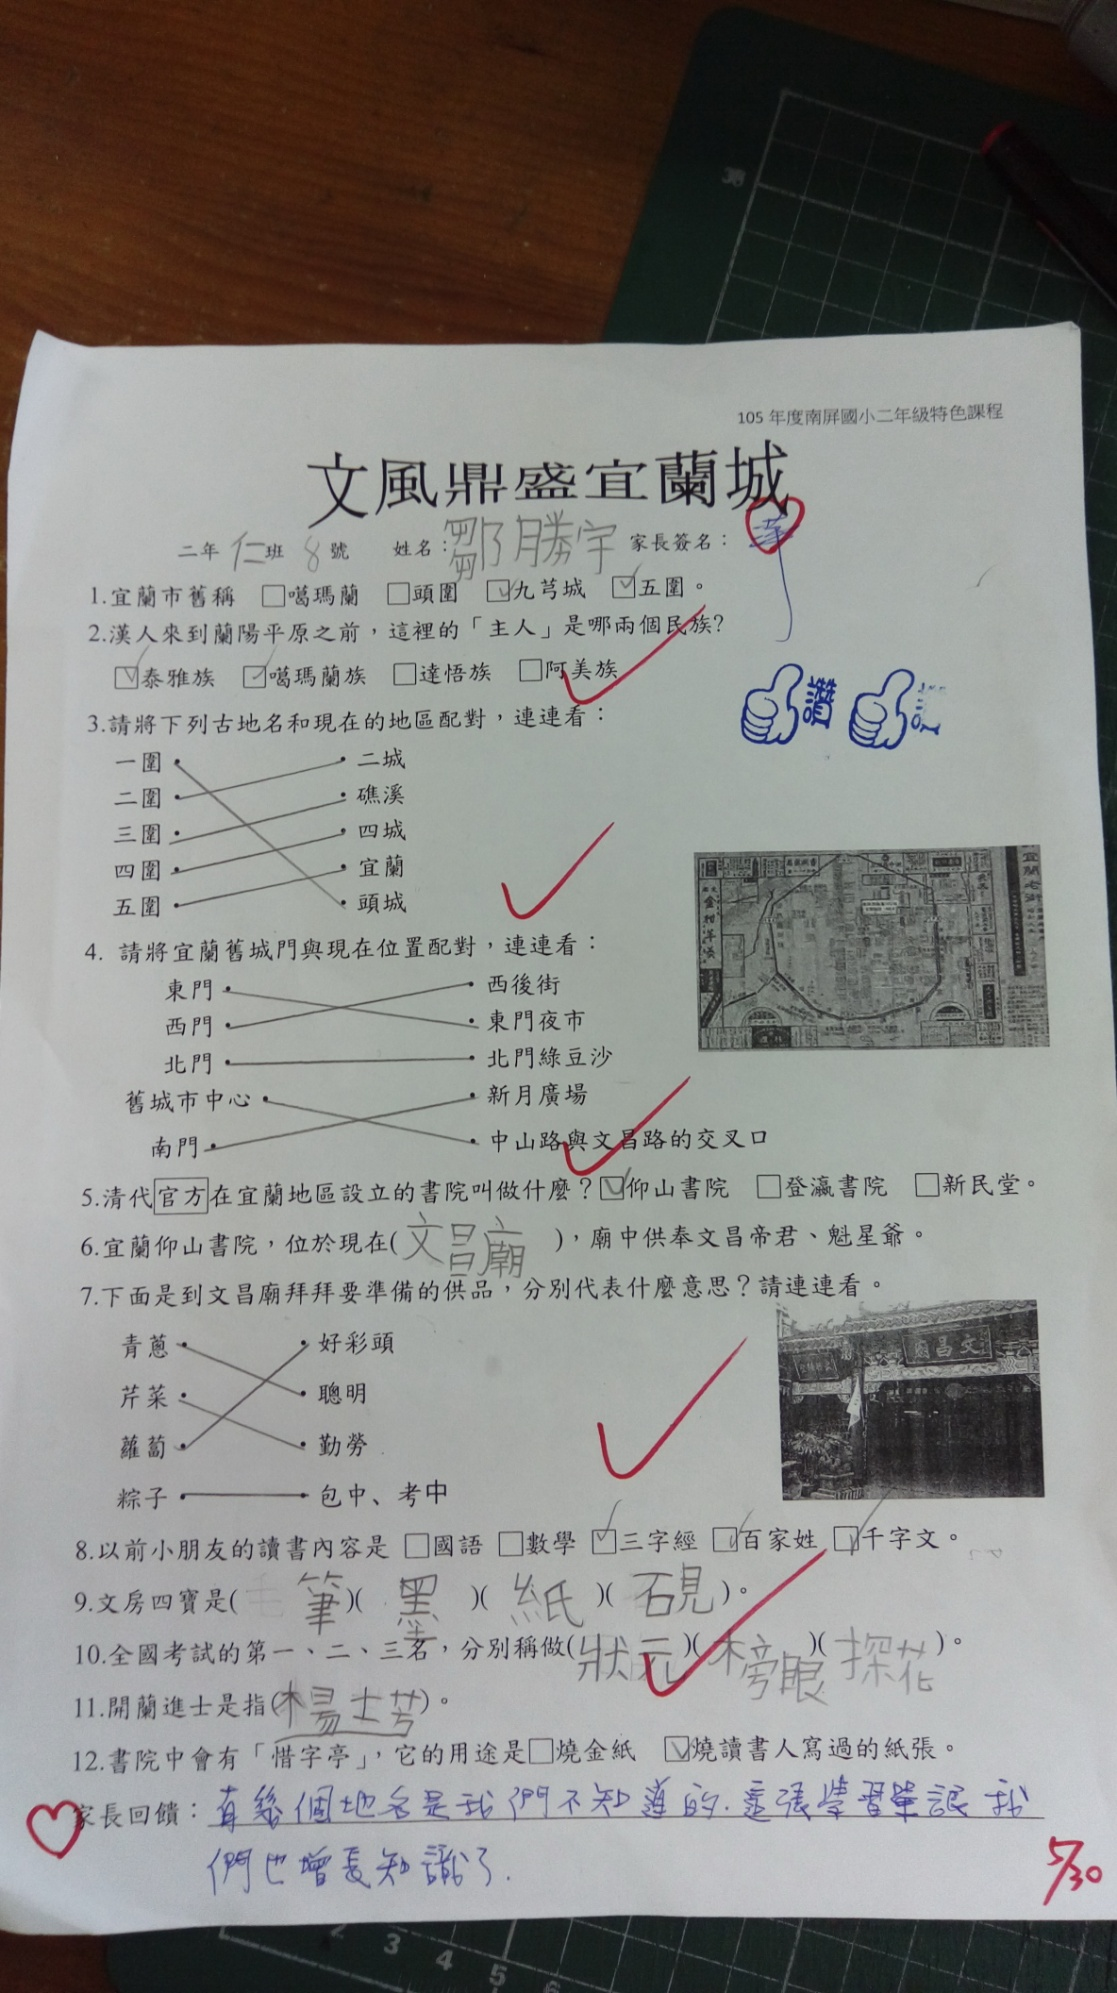 105 年度南屏國小二年級特色課程
文風鼎盛宜蘭城
二年 仁班 8號 姓名：鄒勝宇 家長簽名：
1.宜蘭市舊稱 □噶瑪蘭 □頭圍 ☑九芎城 ☑五圍。
2.漢人來到蘭陽平原之前，這裡的「主人」是哪兩個民族?
☑泰雅族 ☑噶瑪蘭族 □達悟族 □阿美族
讚
3.請將下列古地名和現在的地區配對，連連看：
一圍 二城
二圍 礁溪
三圍 四城
四圍 宜蘭
五圍 頭城
宜蘭老街
4. 請將宜蘭舊城門與現在位置配對，連連看：
東門 西後街
西門 東門夜市
北門 北門綠豆沙
舊城市中心 新月廣場
南門 中山路與文昌路的交叉口
5.清代官方在宜蘭地區設立的書院叫做什麼？☑仰山書院 □登瀛書院 □新民堂。
6.宜蘭仰山書院，位於現在(文昌廟)，廟中供奉文昌帝君、魁星爺。
7.下面是到文昌廟拜拜要準備的供品，分別代表什麼意思？請連連看。
青蔥 好彩頭
芹菜 聰明
蘿蔔 勤勞
粽子 包中、考中
文昌廟
8.以前小朋友的讀書內容是 □國語 □數學 ☑三字經 ☑百家姓 ☑千字文。
9.文房四寶是(毛筆)(墨)(紙)(硯)。
10.全國考試的第一、二、三名，分別稱做(狀元)(榜眼)(探花)。
11.開蘭進士是指(楊士芳)。
12.書院中會有「惜字亭」，它的用途是□燒金紙 ☑燒讀書人寫過的紙張。
家長回饋：有幾個地名是我們不知道的.這張學習單讓我
們也增長知識了.
5/30
2
3
4
5
6